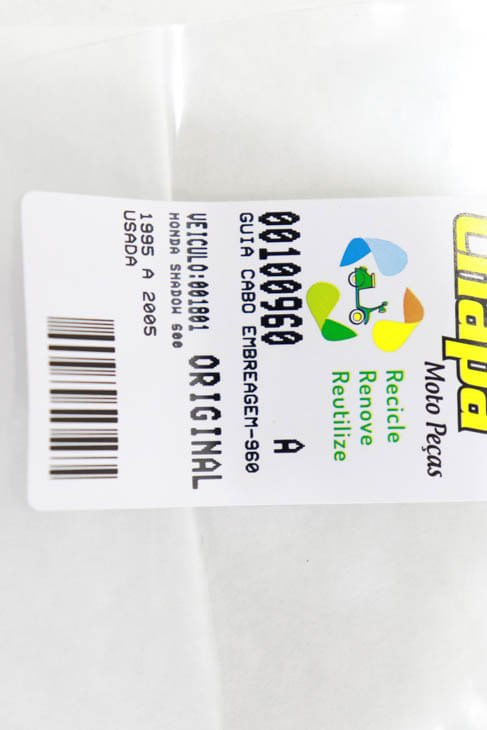 Chapa
Moto Peças
Recicle
Renove
Reutilize
00100960 A
GUIA CABO EMBREAGEM-960
VEICULO:001801 ORIGINAL
HONDA SHADOW 600
1995 A 2005
USADA